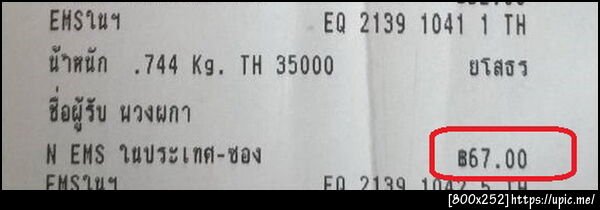 EMSในฯ EQ 2139 1041 1 TH
น้ำหนัก .744 Kg. TH 35000 ยโสธร
ชื่อผู้รับ ผวงผกา
N EMS ในประเทศ-ซอง ฿67.00
EMSในฯ EQ 2139 1042 5 TH
[800x252] https://upic.me/